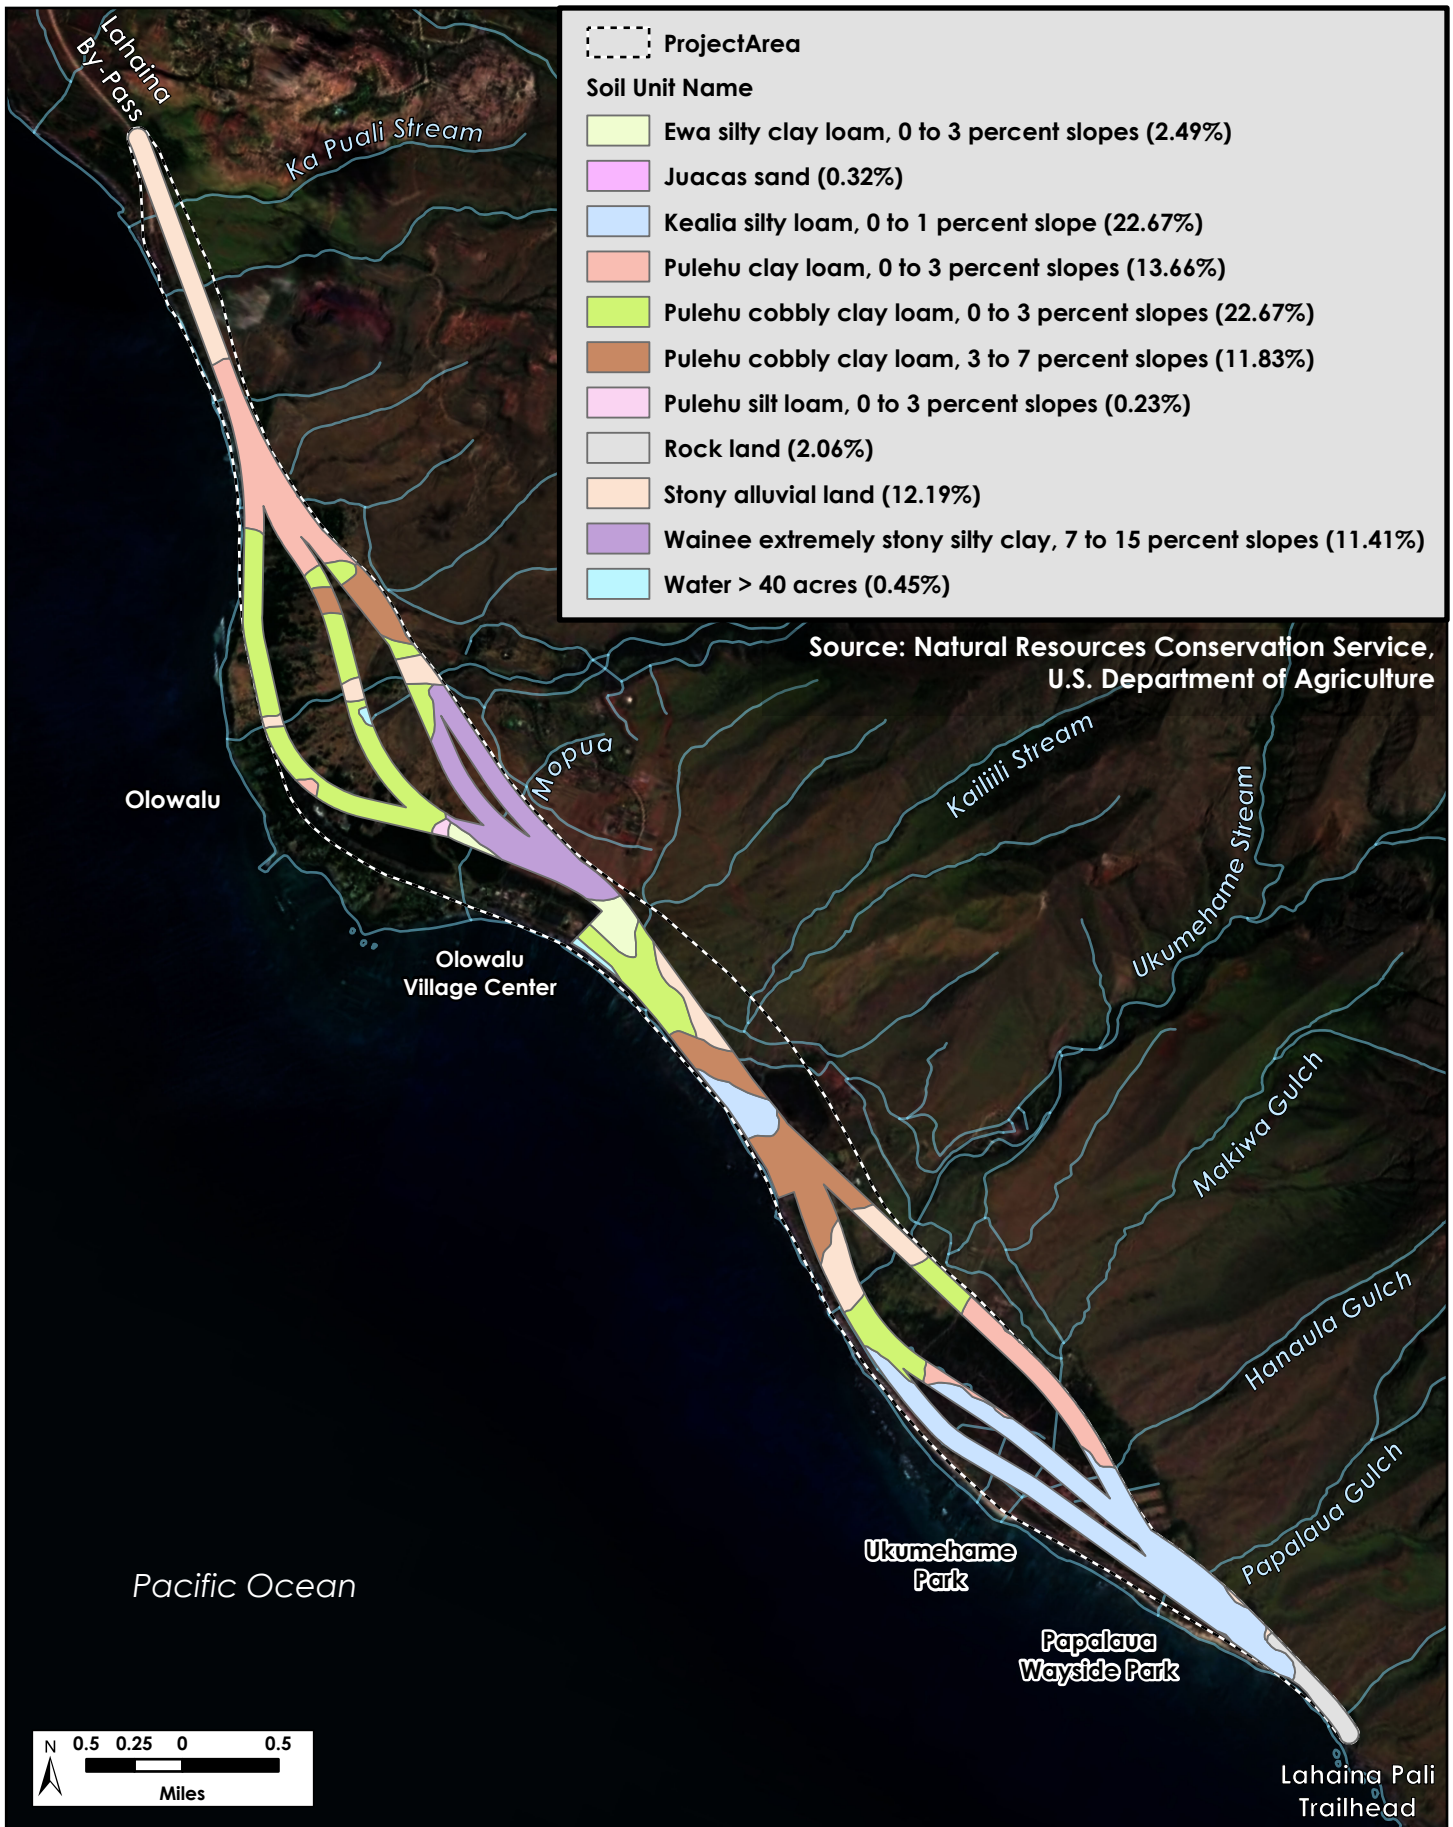 Lahaina
By-Pass
Ka Puali Stream
ProjectArea
Soil Unit Name
Ewa silty clay loam, 0 to 3 percent slopes (2.49%)
Juacas sand (0.32%)
Kealia silty loam, 0 to 1 percent slope (22.67%)
Pulehu clay loam, 0 to 3 percent slopes (13.66%)
Pulehu cobbly clay loam, 0 to 3 percent slopes (22.67%)
Pulehu cobbly clay loam, 3 to 7 percent slopes (11.83%)
Pulehu silt loam, 0 to 3 percent slopes (0.23%)
Rock land (2.06%)
Stony alluvial land (12.19%)
Wainee extremely stony silty clay, 7 to 15 percent slopes (11.41%)
Water > 40 acres (0.45%)
Source: Natural Resources Conservation Service,
U.S. Department of Agriculture
Mopua
Kailiili Stream
Ukumehame Stream
Olowalu
Olowalu
Village Center
Makiwa Gulch
Hanaula Gulch
Papalaua Gulch
Ukumehame
Park
Pacific Ocean
Papalaua
Wayside Park
N
0.5 0.25 0 0.5
Miles
Lahaina Pali
Trailhead